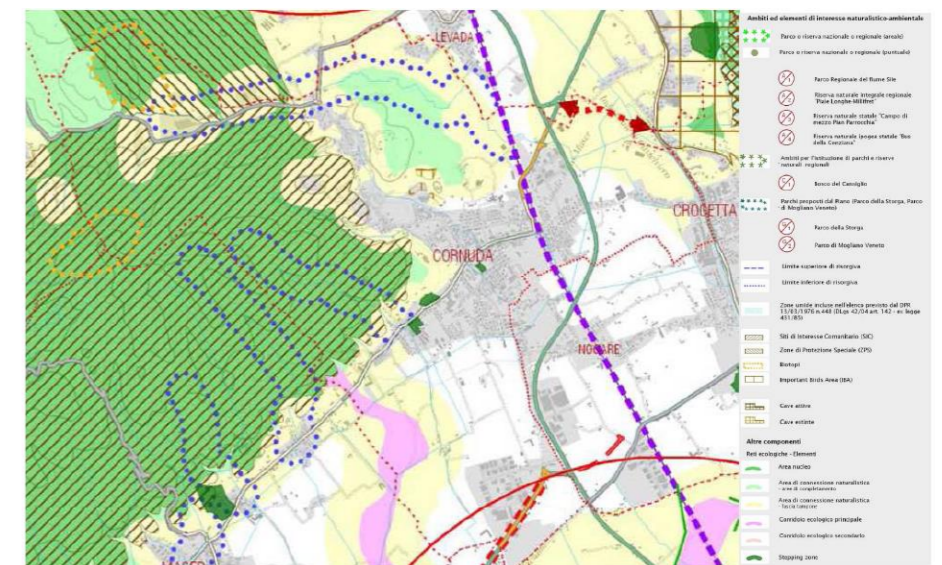 LEVADA
CROCETTA
CORNUDA
NOGARE
MASER
Ambiti ed elementi di interesse naturalistico-ambientale
Parco o riserva nazionale o regionale (areale)
Parco o riserva nazionale o regionale (puntuale)
Parco Regionale del fiume Sile
Riserva naturale integrale regionale
"Piaie Longhe-Millifret"
Riserva naturale statale "Campo di
mezzo Pian Parrocchia"
Riserva naturale
statale "Bus
della Genziana"
Ambiti per l'istituzione di parchi e riserve
naturali regionali
Bosco del Cansiglio
Parchi proposti dal Piano (Parco della Storga, Parco
di Mogliano Veneto)
Parco della Storga
Parco di Mogliano Veneto
Limite superiore di risorgiva
Limite inferiore di risorgiva
Zone umide incluse nell'elenco previsto dal DPR
13/03/1976 n.448 (DLgs 42/04 art. 142 - ex legge
431/85)
Siti di Interesse Comunitario (SIC)
Zone di Protezione Speciale (ZPS)
Biotopi
Important Birds Area (IBA)
Cave attive
Cave estinte
Altre componenti
Reti ecologiche - Elementi
Area nucleo
Area di connessione naturalistica
- area di completamento
Area di connessione naturalistica
- fascia tampone
Corridoio ecologico principale
Corridoio ecologico secondario
Stepping zone